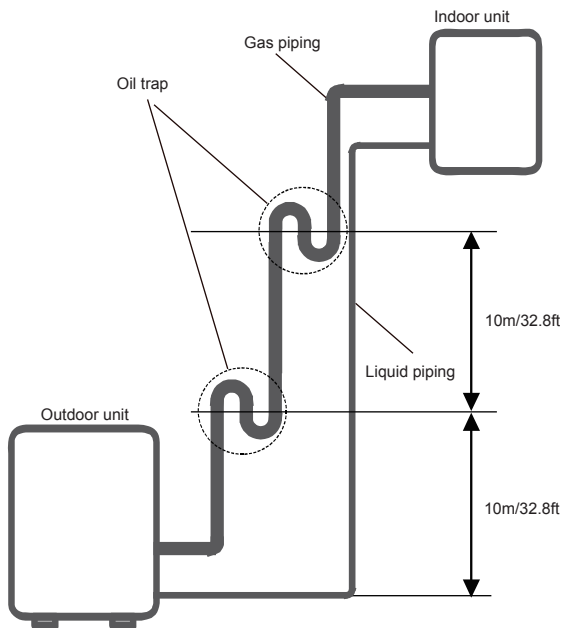 Indoor unit
Gas piping
Oil trap
10m/32.8ft
Liquid piping
Outdoor unit
10m/32.8ft